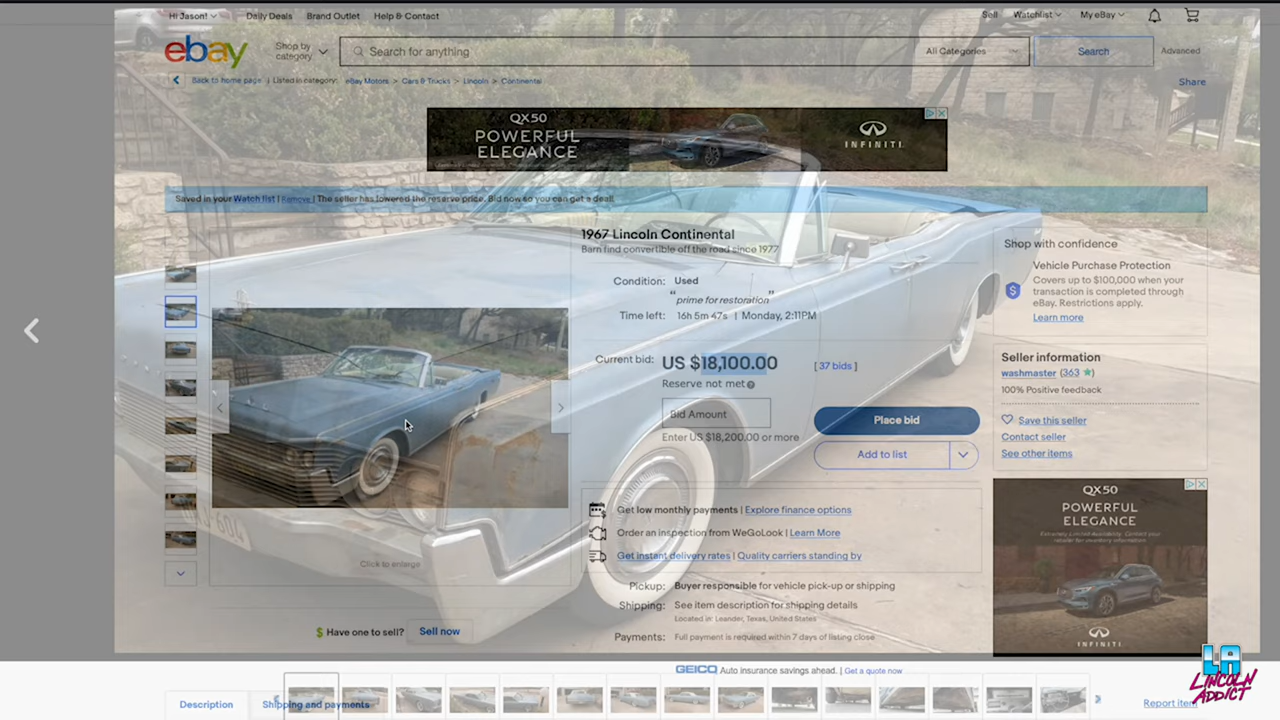 Hi Jason! Daily Deals Brand Outlet Help & Contact Sell Watchlist My eBay
ebay Shop by category Search for anything All Categories Search Advanced
Back to home page | Listed in category: eBay Motors > Cars & Trucks > Lincoln > Continental Share
QX50
POWERFUL
ELEGANCE
INFINITI
Saved in your Watch list | Remove | The seller has lowered the reserve price. Bid now so you can get a deal!
1967 Lincoln Continental
Barn find convertible off the road since 1977
Condition: Used
"prime for restoration"
Time left: 16h 5m 47s | Monday, 2:11PM
Current bid: US $18,100.00 [ 37 bids ]
Reserve not met
Bid Amount
Place bid
Enter US $18,200.00 or more
Add to list
Get low monthly payments | Explore finance options
Order an inspection from WeGoLook | Learn More
Get instant delivery rates | Quality carriers standing by
Pickup: Buyer responsible for vehicle pick-up or shipping
Shipping: See item description for shipping details
Located in: Leander, Texas, United States
Payments: Full payment is required within 7 days of listing close
Click to enlarge
$ Have one to sell? Sell now
Shop with confidence
Vehicle Purchase Protection
Covers up to $100,000 when your
transaction is completed through
eBay. Restrictions apply.
Learn more
Seller information
washmaster (363 ★)
100% Positive feedback
Save this seller
Contact seller
See other items
QX50
POWERFUL
ELEGANCE
INFINITI
GEICO Auto insurance savings ahead. | Get a quote now
Description Shipping and payments Report item
LA
LINCOLN
ADDICT